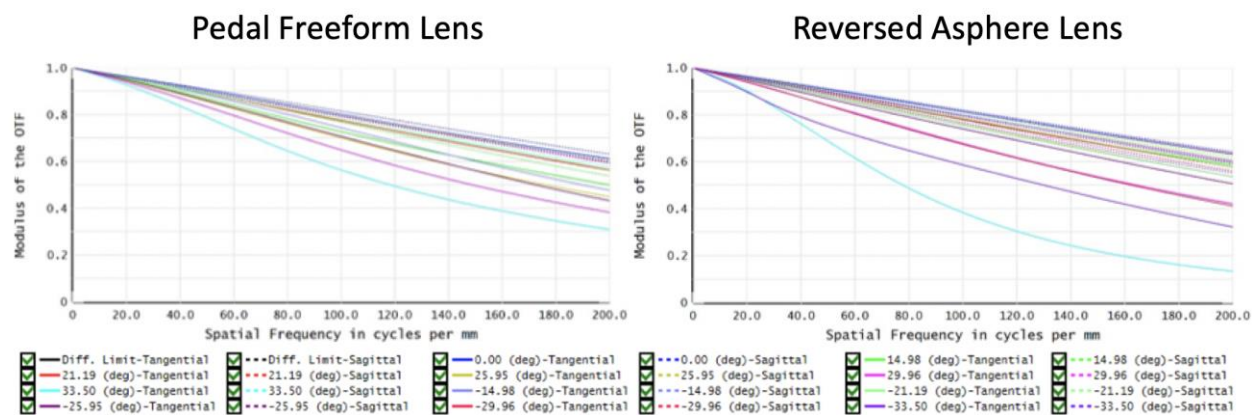 Pedal Freeform Lens
Reversed Asphere Lens
Modulus of the OTF
1.0
0.8
0.6
0.4
0.2
0
0.0 20.0 40.0 60.0 80.0 100.0 120.0 140.0 160.0 180.0 200.0
Spatial Frequency in cycles per mm
Modulus of the OTF
1.0
0.8
0.6
0.4
0.2
0
0.0 20.0 40.0 60.0 80.0 100.0 120.0 140.0 160.0 180.0 200.0
Spatial Frequency in cycles per mm
Diff. Limit-Tangential Diff. Limit-Sagittal 0.00 (deg)-Tangential 0.00 (deg)-Sagittal 14.98 (deg)-Tangential 14.98 (deg)-Sagittal
21.19 (deg)-Tangential 21.19 (deg)-Sagittal 25.95 (deg)-Tangential 25.95 (deg)-Sagittal 29.96 (deg)-Tangential 29.96 (deg)-Sagittal
33.50 (deg)-Tangential 33.50 (deg)-Sagittal -14.98 (deg)-Tangential -14.98 (deg)-Sagittal -21.19 (deg)-Tangential -21.19 (deg)-Sagittal
-25.95 (deg)-Tangential -25.95 (deg)-Sagittal -29.96 (deg)-Tangential -29.96 (deg)-Sagittal -33.50 (deg)-Tangential -33.50 (deg)-Sagittal